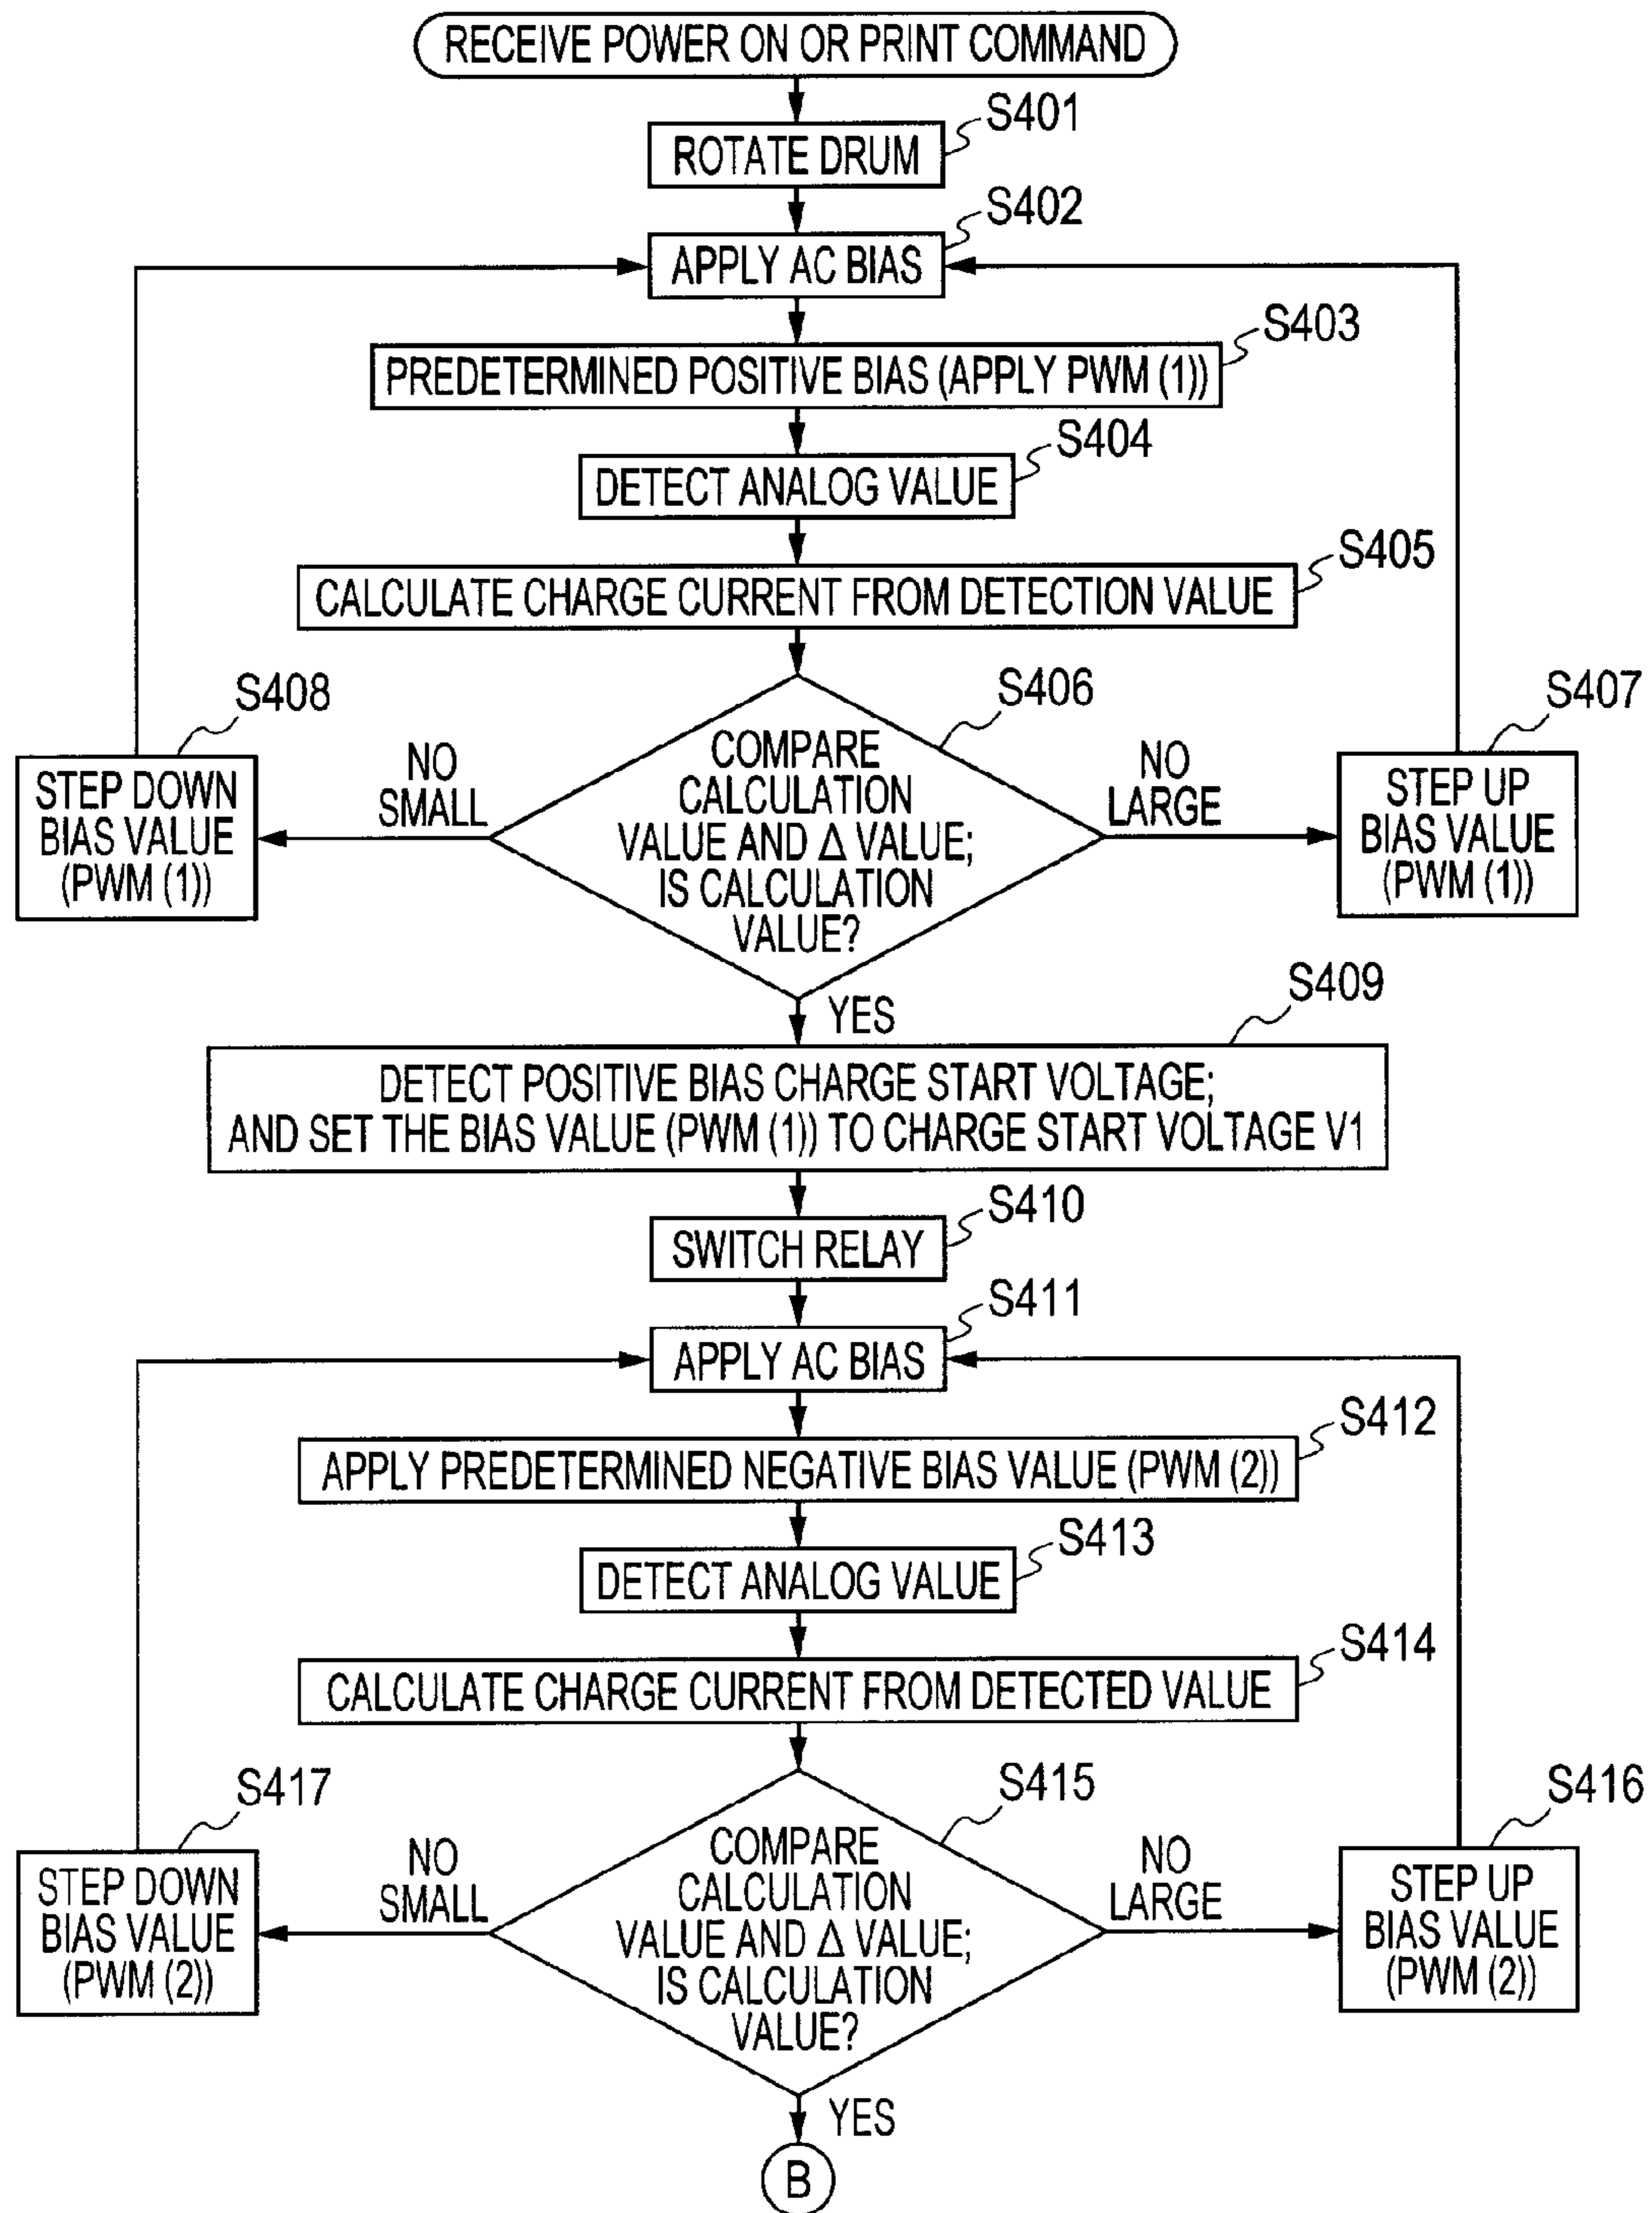 RECEIVE POWER ON OR PRINT COMMAND
S401
ROTATE DRUM
S402
APPLY AC BIAS
S403
PREDETERMINED POSITIVE BIAS (APPLY PWM (1))
S404
DETECT ANALOG VALUE
S405
CALCULATE CHARGE CURRENT FROM DETECTION VALUE
S408
S406
S407
STEP DOWN
BIAS VALUE
(PWM (1))
NO
SMALL
COMPARE
CALCULATION
VALUE AND Δ VALUE;
IS CALCULATION
VALUE?
NO
LARGE
STEP UP
BIAS VALUE
(PWM (1))
YES
S409
DETECT POSITIVE BIAS CHARGE START VOLTAGE;
AND SET THE BIAS VALUE (PWM (1)) TO CHARGE START VOLTAGE V1
S410
SWITCH RELAY
S411
APPLY AC BIAS
S412
APPLY PREDETERMINED NEGATIVE BIAS VALUE (PWM (2))
S413
DETECT ANALOG VALUE
S414
CALCULATE CHARGE CURRENT FROM DETECTED VALUE
S417
S415
S416
STEP DOWN
BIAS VALUE
(PWM (2))
NO
SMALL
COMPARE
CALCULATION
VALUE AND Δ VALUE;
IS CALCULATION
VALUE?
NO
LARGE
STEP UP
BIAS VALUE
(PWM (2))
YES
B